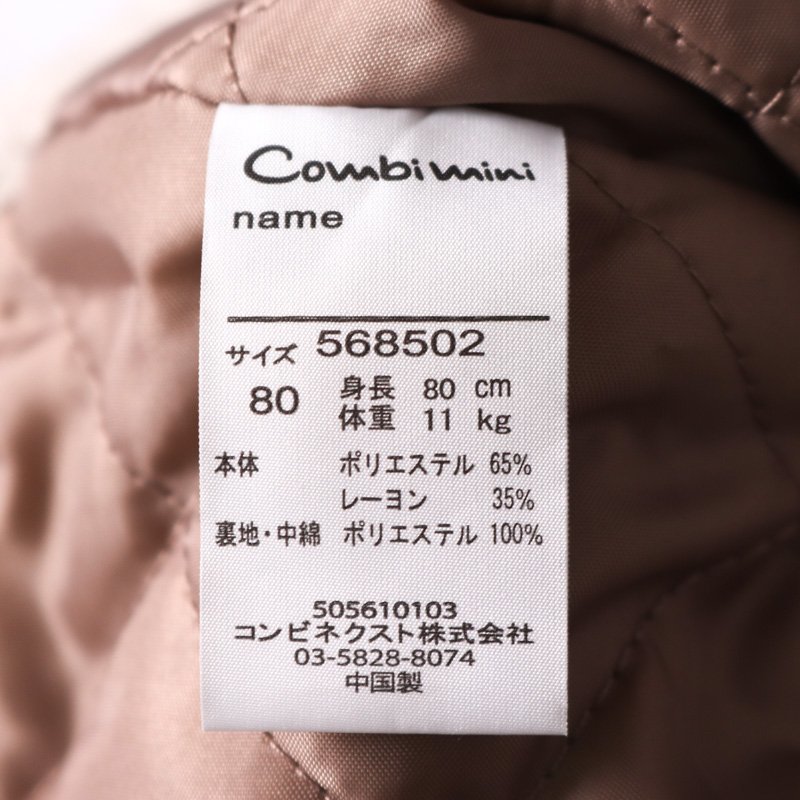 Combi mini
name
サイズ 568502
80 身長 80 cm
体重 11 kg
本体 ポリエステル 65%
レーヨン 35%
裏地・中綿 ポリエステル 100%
505610103
コンビネクスト株式会社
03-5828-8074
中国製